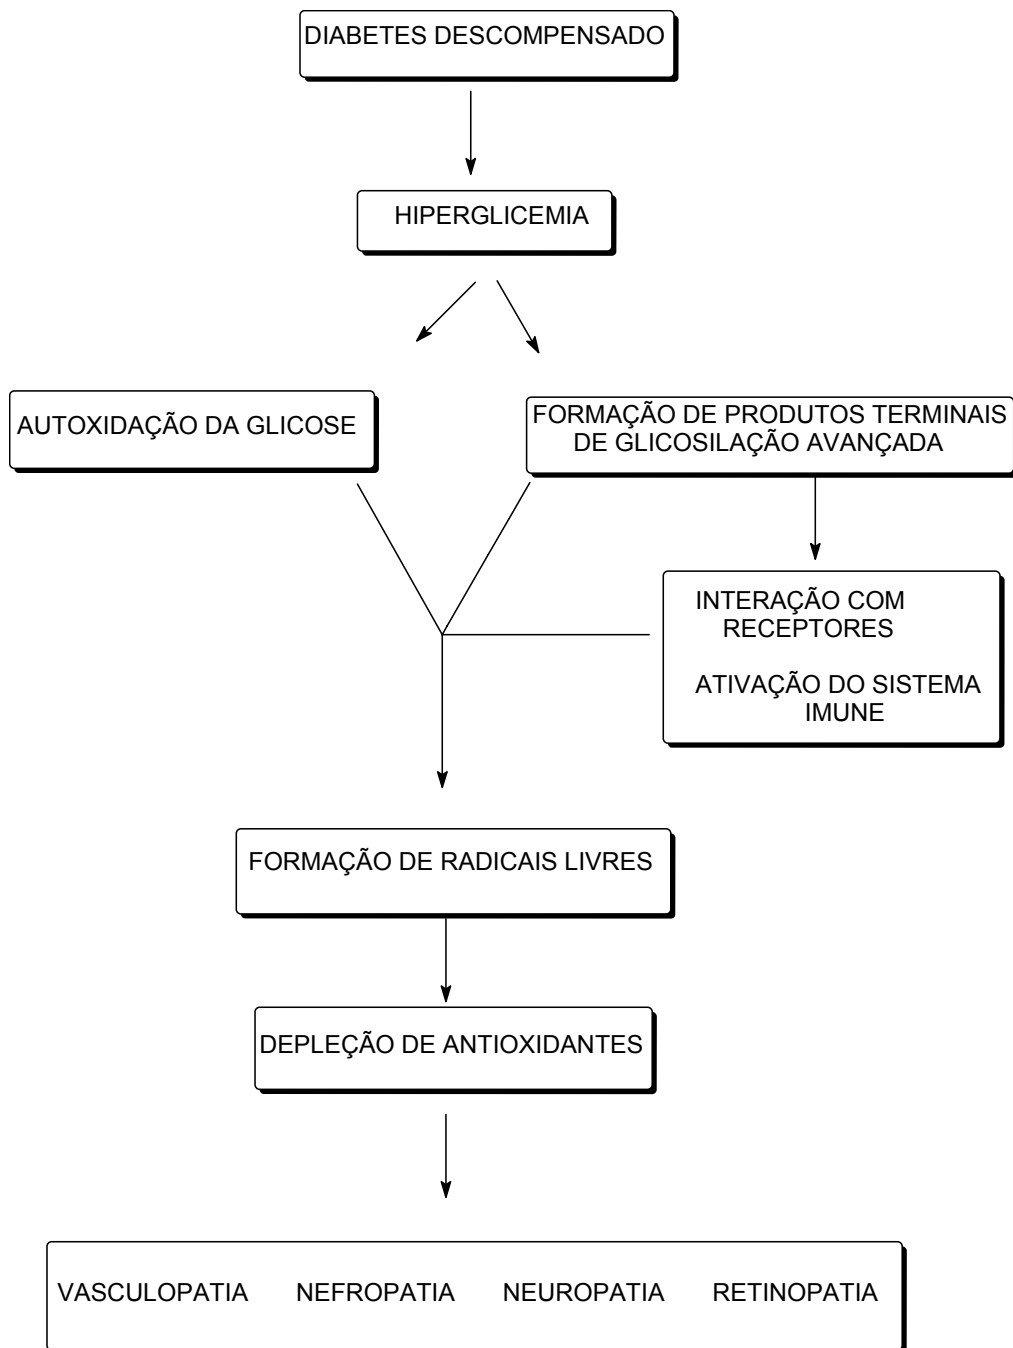 DIABETES DESCOMPENSADO
HIPERGLICEMIA
AUTOXIDAÇÃO DA GLICOSE
FORMAÇÃO DE PRODUTOS TERMINAIS
DE GLICOSILAÇÃO AVANÇADA
INTERAÇÃO COM
RECEPTORES
ATIVAÇÃO DO SISTEMA
IMUNE
FORMAÇÃO DE RADICAIS LIVRES
DEPLEÇÃO DE ANTIOXIDANTES
VASCULOPATIA NEFROPATIA NEUROPATIA RETINOPATIA